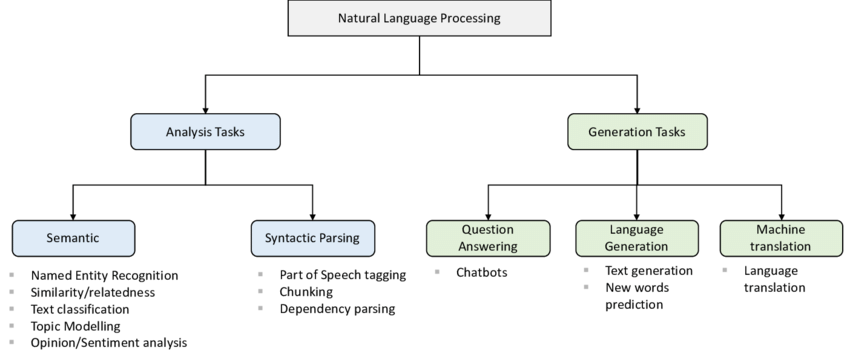 Natural Language Processing
Analysis Tasks
Generation Tasks
Semantic
Syntactic Parsing
Question
Answering
Language
Generation
Machine
translation
Named Entity Recognition
Similarity/relatedness
Text classification
Topic Modelling
Opinion/Sentiment analysis
Part of Speech tagging
Chunking
Dependency parsing
Chatbots
Text generation
New words
prediction
Language
translation